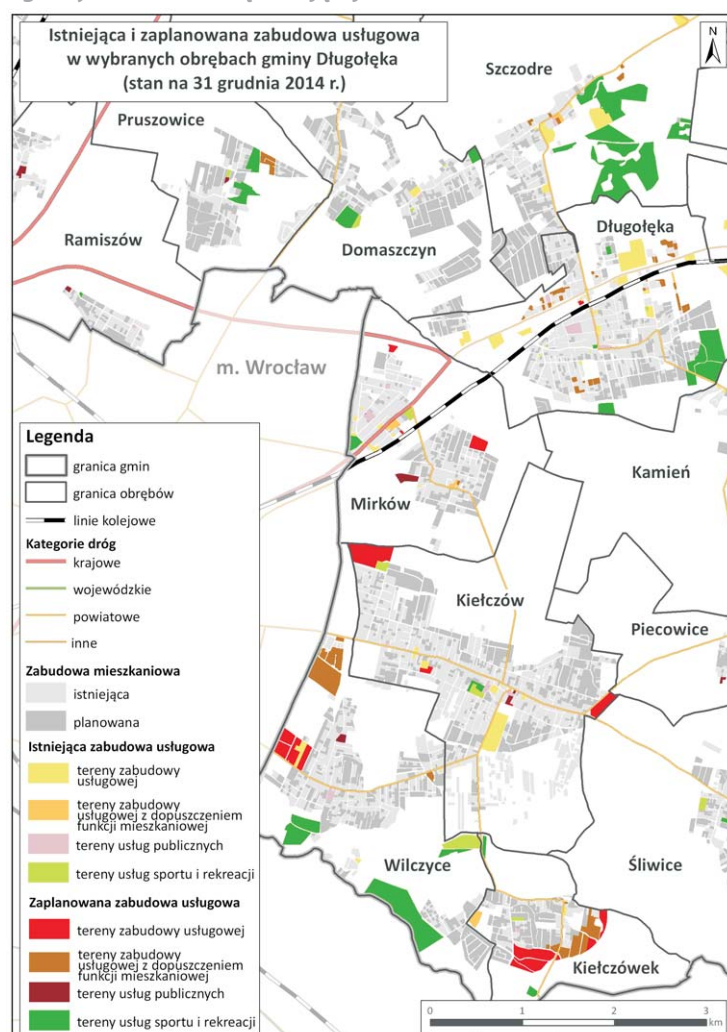 Istniejąca i zaplanowana zabudowa usługowa
w wybranych obrębach gminy Długołęka
(stan na 31 grudnia 2014 r.)
N
Szczodre
Pruszowice
Długołęka
Ramiszów
Domaszczyn
m. Wrocław
Kamień
Mirków
Kiełczów
Piecowice
Wilczyce
Śliwice
Kiełczówek
Legenda
granica gmin
granica obrębów
linie kolejowe
Kategorie dróg
krajowe
wojewódzkie
powiatowe
inne
Zabudowa mieszkaniowa
istniejąca
planowana
Istniejąca zabudowa usługowa
tereny zabudowy
usługowej
tereny zabudowy
usługowej z dopuszczeniem
funkcji mieszkaniowej
tereny usług publicznych
tereny usług sportu i rekreacji
Zaplanowana zabudowa usługowa
tereny zabudowy usługowej
tereny zabudowy
usługowej z dopuszczeniem
funkcji mieszkaniowej
tereny usług publicznych
tereny usług sportu i rekreacji
0 1 2 3
km